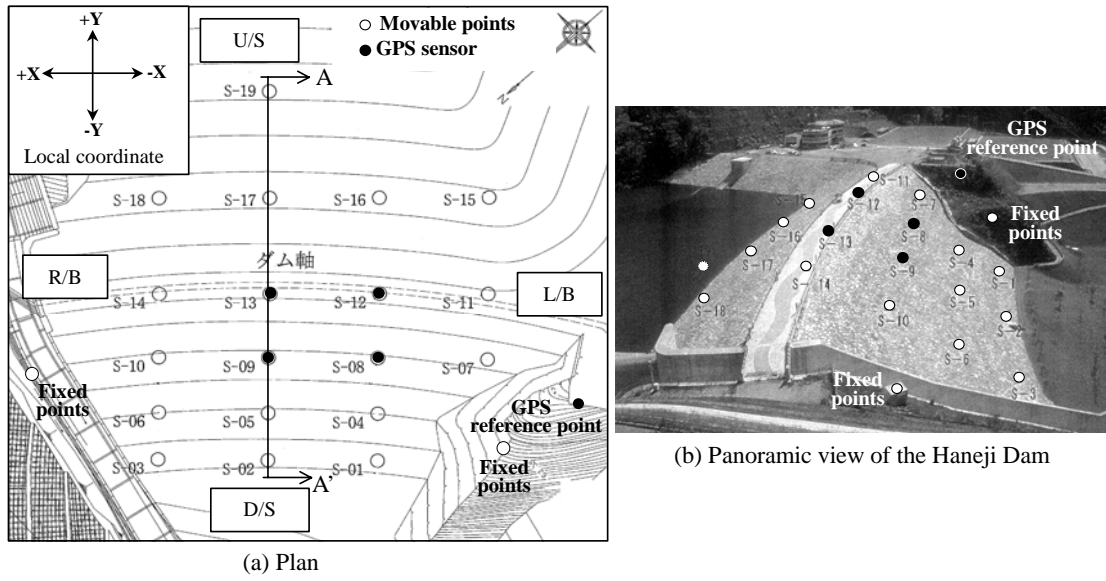 +Y
+X
-X
-Y
Local coordinate
U/S
Movable points
GPS sensor
A
N
S-19
S-18
S-17
S-16
S-15
ダム軸
R/B
L/B
S-14
S-13
S-12
S-11
S-10
S-09
S-08
S-07
Fixed
points
GPS
reference point
S-06
S-05
S-04
Fixed
points
S-03
S-02
S-01
A'
D/S
(a) Plan
GPS
reference point
Fixed
points
S-11
S-12
S-7
S-15
S-16
S-13
S-8
S-17
S-9
S-4
S-14
S-1
S-18
S-5
S-10
S-2
S-6
S-3
Fixed
points
(b) Panoramic view of the Haneji Dam